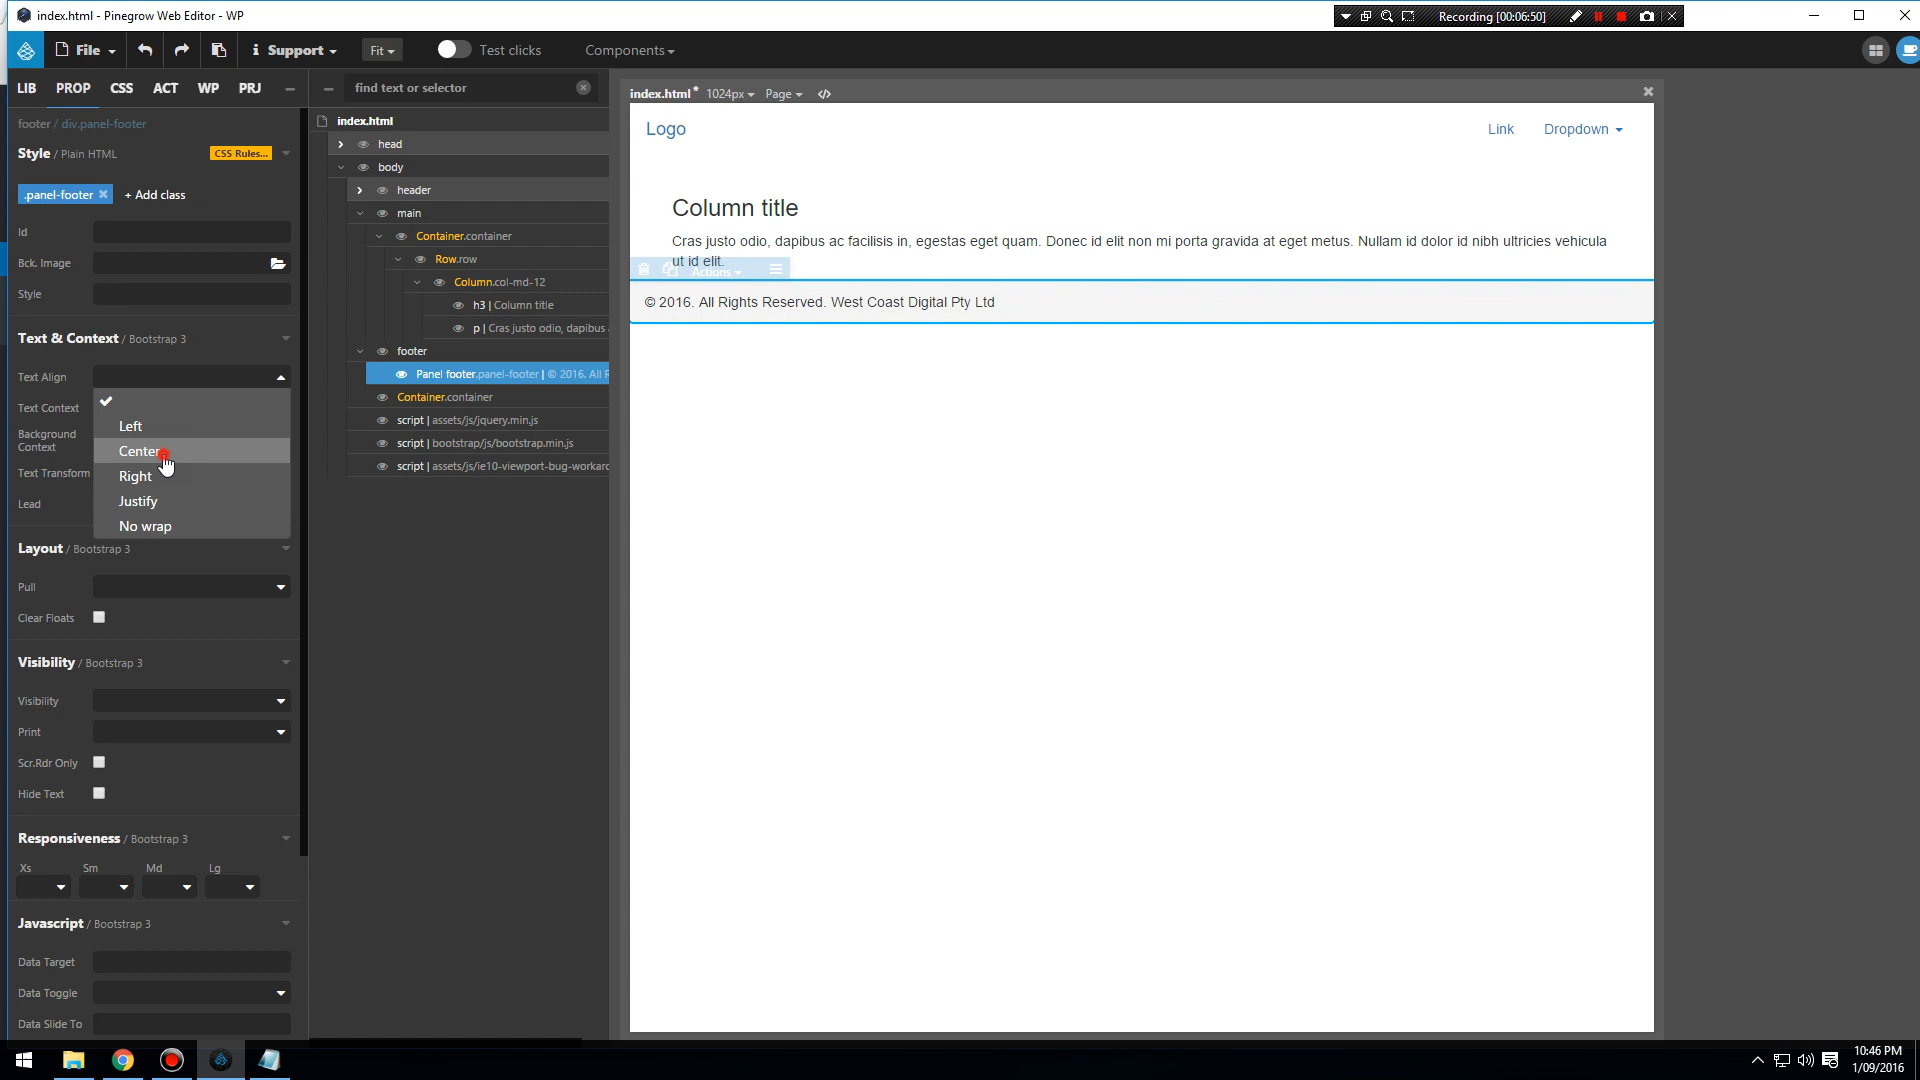 index.html - Pinegrow Web Editor - WP
Recording [00:06:50]
File
Support
Fit
Test clicks
Components
LIB PROP CSS ACT WP PRJ
find text or selector
index.html* 1024px Page
footer / div.panel-footer
Style / Plain HTML
CSS Rules...
.panel-footer
+ Add class
Id
Bck. Image
Style
Text & Context / Bootstrap 3
Text Align
Text Context
Background
Context
Text Transform
Lead
Left
Center
Right
Justify
No wrap
Layout / Bootstrap 3
Pull
Clear Floats
Visibility / Bootstrap 3
Visibility
Print
Scr.Rdr Only
Hide Text
Responsiveness / Bootstrap 3
Xs Sm Md Lg
Javascript / Bootstrap 3
Data Target
Data Toggle
Data Slide To
index.html
head
body
header
main
Container.container
Row.row
Column.col-md-12
h3 | Column title
p | Cras justo odio, dapibus
footer
Panel footer.panel-footer | © 2016. All
Container.container
script | assets/js/jquery.min.js
script | bootstrap/js/bootstrap.min.js
script | assets/js/ie10-viewport-bug-workaro
Logo
Link Dropdown
Column title
Cras justo odio, dapibus ac facilisis in, egestas eget quam. Donec id elit non mi porta gravida at eget metus. Nullam id dolor id nibh ultricies vehicula
ut id elit.
Actions
© 2016. All Rights Reserved. West Coast Digital Pty Ltd
10:46 PM
1/09/2016